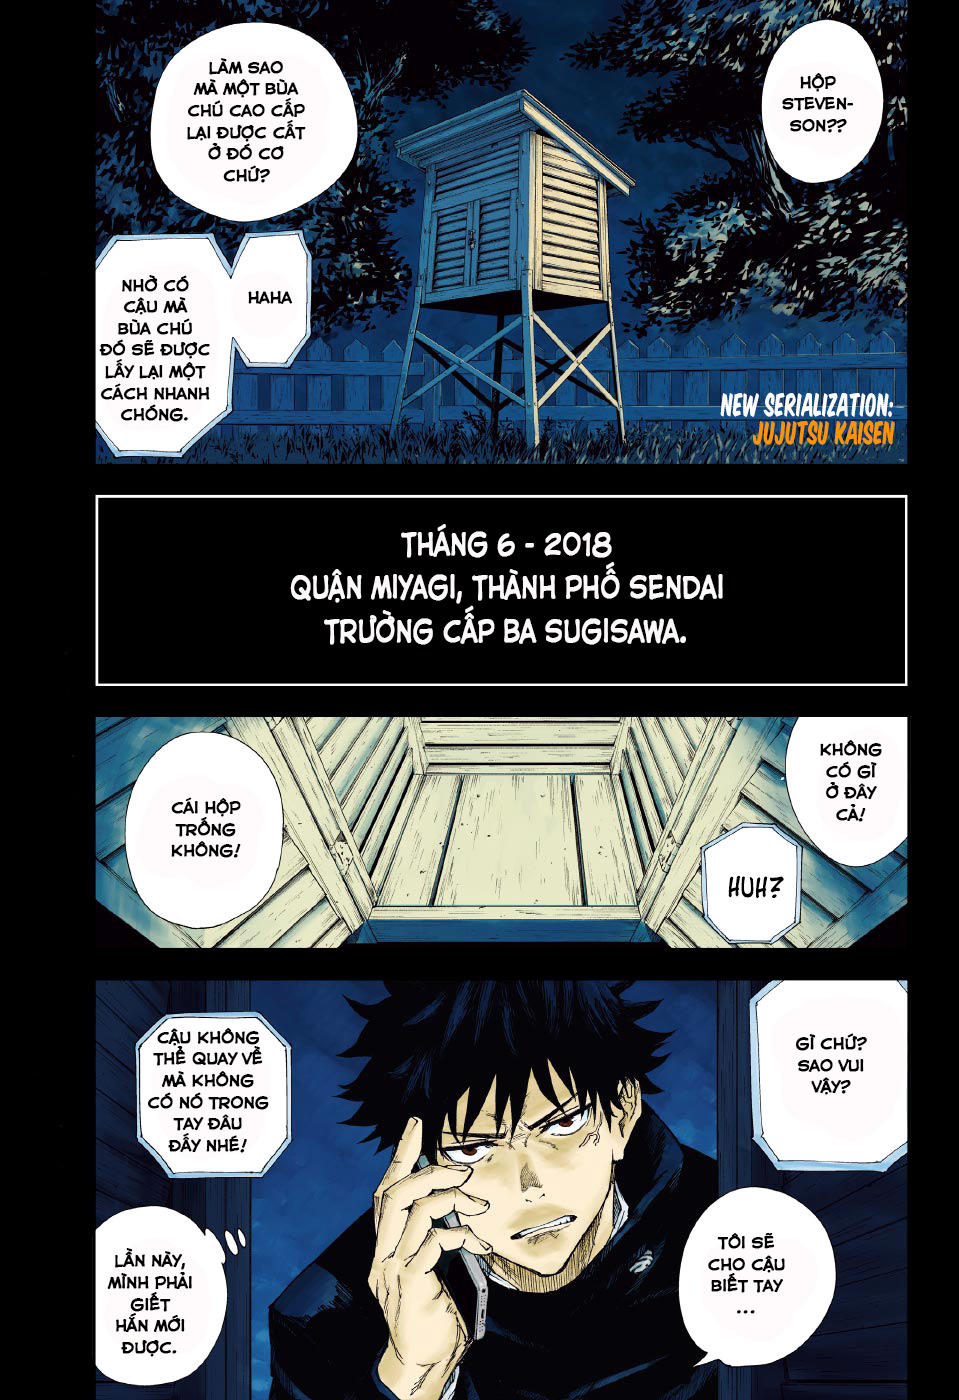 HỘP
STEVEN-
SON??
LÀM SAO
MÀ MỘT BÙA
CHÚ CAO CẤP
LẠI ĐƯỢC CẤT
Ở ĐÓ CƠ
CHỨ?
HAHA
NHỜ CÓ
CẬU MÀ
BÙA CHÚ
ĐÓ SẼ ĐƯỢC
LẤY LẠI MỘT
CÁCH NHANH
CHÓNG.
NEW SERIALIZATION:
JUJUTSU KAISEN
THÁNG 6 - 2018
QUẬN MIYAGI, THÀNH PHỐ SENDAI
TRƯỜNG CẤP BA SUGISAWA.
KHÔNG
CÓ GÌ
Ở ĐÂY
CẢ!
HUH?
CÁI HỘP
TRỐNG
KHÔNG!
GÌ CHỨ?
SAO VUI
VẬY?
CẬU KHÔNG
THỂ QUAY VỀ
MÀ KHÔNG
CÓ NÓ TRONG
TAY ĐÂU
ĐẤY NHÉ!
TÔI SẼ
CHO CẬU
BIẾT TAY
...
LẦN NÀY,
MÌNH PHẢI
GIẾT
HẮN MỚI
ĐƯỢC.